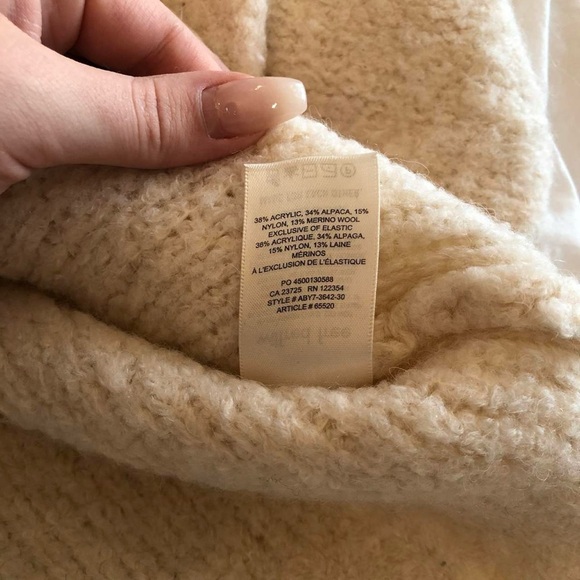 38% ACRYLIC, 34% ALPACA, 15%
NYLON, 13% MERINO WOOL
EXCLUSIVE OF ELASTIC
38% ACRYLIQUE, 34% ALPAGA,
15% NYLON, 13% LAINE
MÉRINOS
À L'EXCLUSION DE L'ÉLASTIQUE
PO 4500130588
CA 23725 RN 122354
STYLE # ABY7-3642-30
ARTICLE # 65520